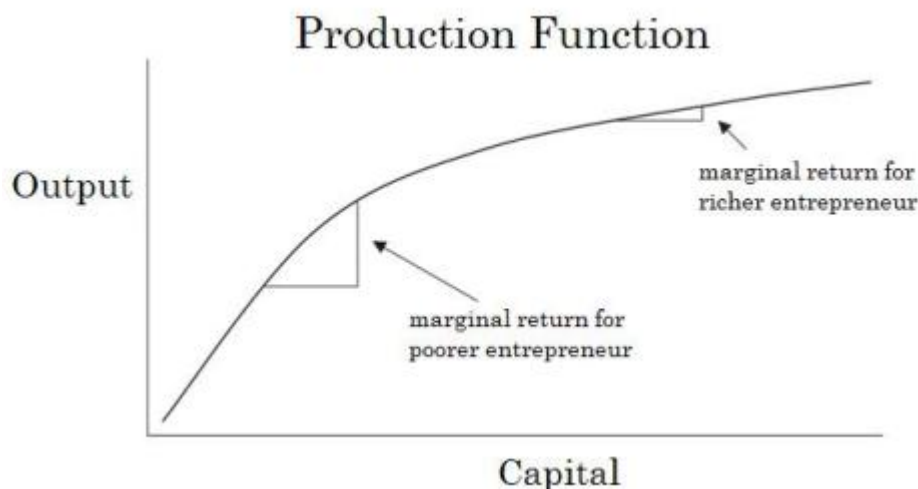 Production Function
Output
marginal return for
richer entrepreneur
marginal return for
poorer entrepreneur
Capital